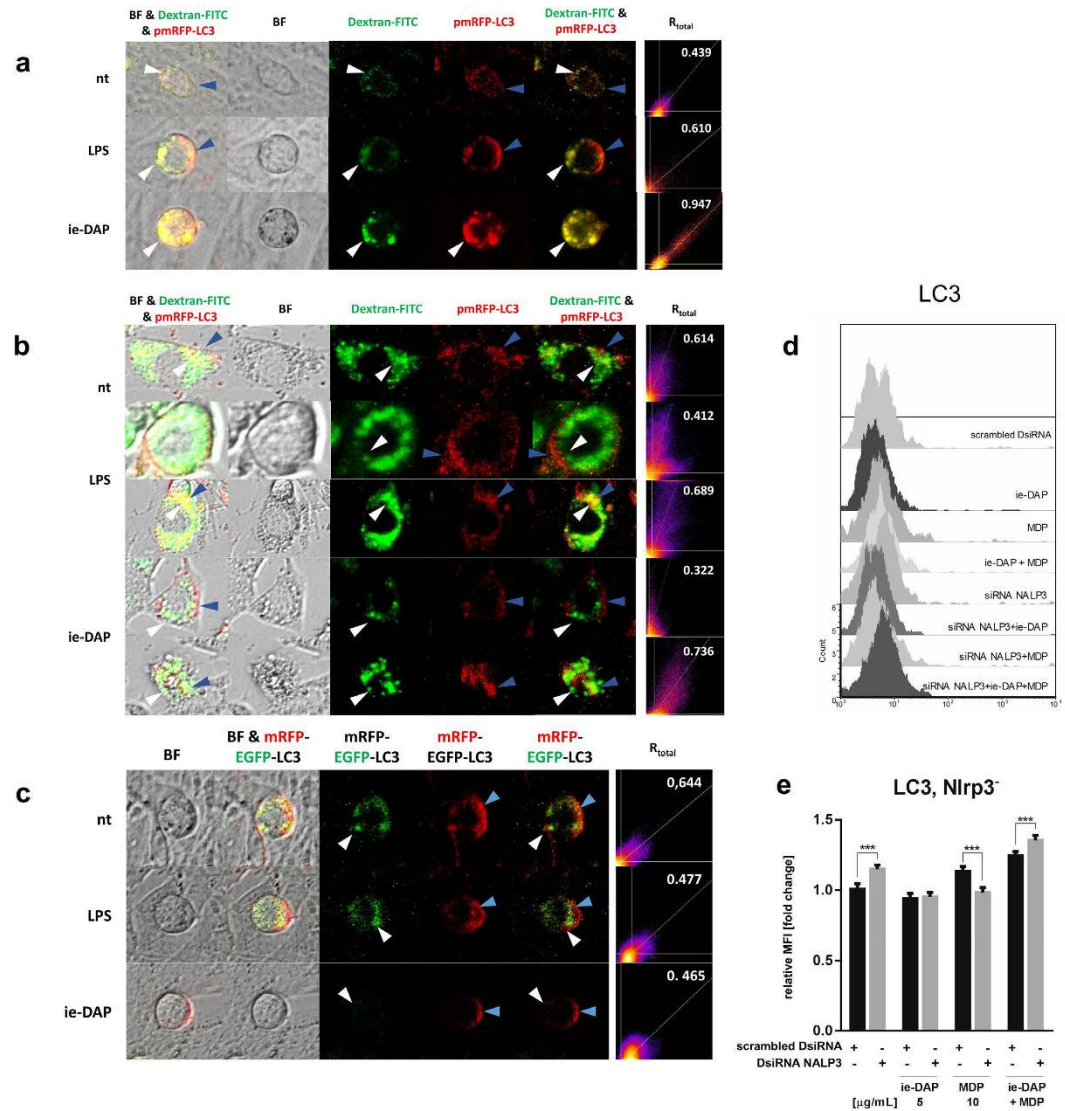 BF & Dextran-FITC
& pmRFP-LC3
BF
Dextran-FITC
pmRFP-LC3
Dextran-FITC &
pmRFP-LC3
Rtotal
a
nt
0.439
LPS
0.610
ie-DAP
0.947
BF & Dextran-FITC
& pmRFP-LC3
BF
Dextran-FITC
pmRFP-LC3
Dextran-FITC &
pmRFP-LC3
Rtotal
b
nt
0.614
LPS
0.412
0.689
ie-DAP
0.322
0.736
BF
BF & mRFP-
EGFP-LC3
mRFP-
EGFP-LC3
mRFP-
EGFP-LC3
mRFP-
EGFP-LC3
Rtotal
c
nt
0,644
LPS
0.477
ie-DAP
0. 465
LC3
d
scrambled DsiRNA
ie-DAP
MDP
ie-DAP + MDP
siRNA NALP3
siRNA NALP3+ie-DAP
siRNA NALP3+MDP
siRNA NALP3+ie-DAP+MDP
Count
6
5
3
2
0
e
LC3, Nlrp3-
relative MFI [fold change]
1.5
1.0
0.5
0.0
*** *** ***
scrambled DsiRNA + - + - + - + -
DsiRNA NALP3 - + - + - + - +
ie-DAP MDP ie-DAP
[µg/mL] 5 10 + MDP